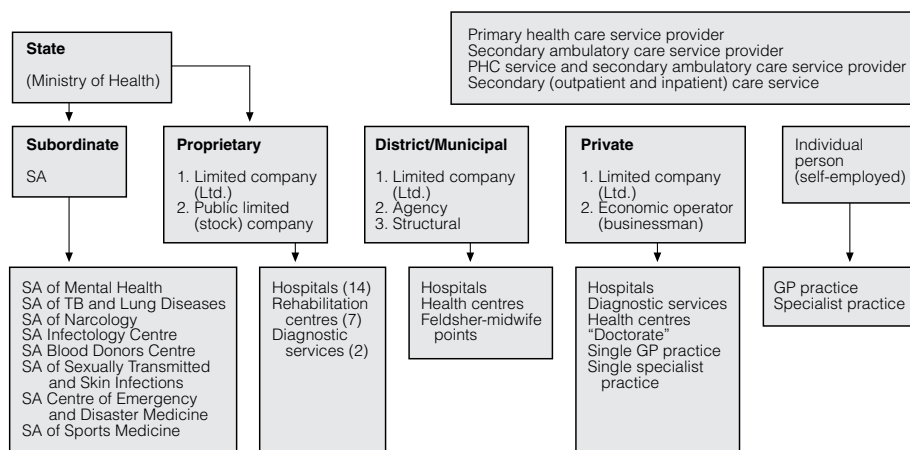 State
(Ministry of Health)
Primary health care service provider
Secondary ambulatory care service provider
PHC service and secondary ambulatory care service provider
Secondary (outpatient and inpatient) care service
Subordinate
SA
Proprietary
1. Limited company
(Ltd.)
2. Public limited
(stock) company
District/Municipal
1. Limited company
(Ltd.)
2. Agency
3. Structural
Private
1. Limited company
(Ltd.)
2. Economic operator
(businessman)
Individual
person
(self-employed)
SA of Mental Health
SA of TB and Lung Diseases
SA of Narcology
SA Infectology Centre
SA Blood Donors Centre
SA of Sexually Transmitted
and Skin Infections
SA Centre of Emergency
and Disaster Medicine
SA of Sports Medicine
Hospitals (14)
Rehabilitation
centres (7)
Diagnostic
services (2)
Hospitals
Health centres
Feldsher-midwife
points
Hospitals
Diagnostic services
Health centres
“Doctorate”
Single GP practice
Single specialist
practice
GP practice
Specialist practice